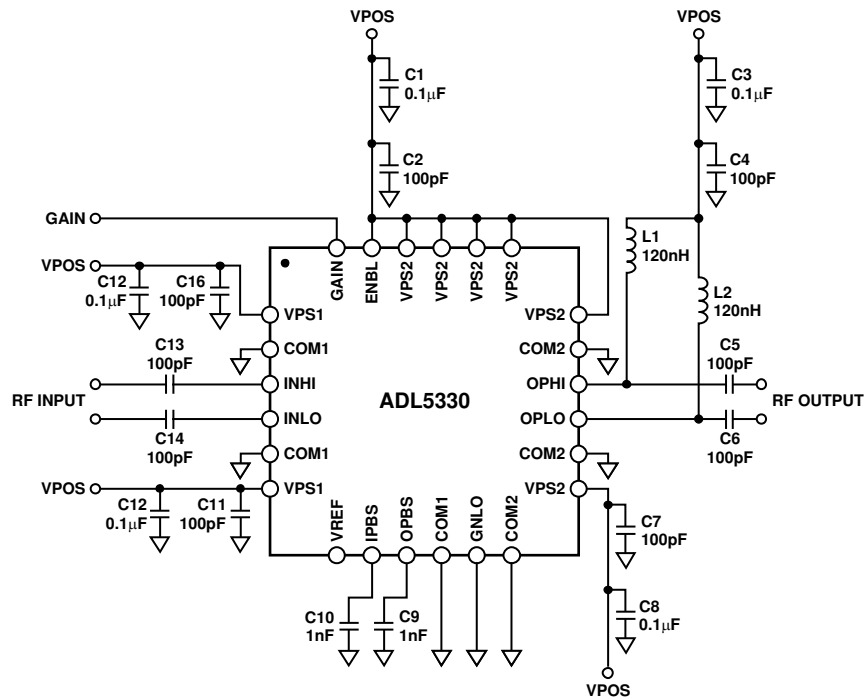 VPOS
VPOS
C1
0.1µF
C3
0.1µF
C2
100pF
C4
100pF
GAIN
L1
120nH
VPOS
C12
0.1µF
C16
100pF
GAIN
ENBL
VPS2
VPS2
VPS2
VPS2
L2
120nH
VPS1
VPS2
C13
100pF
COM1
COM2
C5
100pF
RF INPUT
INHI
ADL5330
OPHI
RF OUTPUT
INLO
OPLO
C14
100pF
C6
100pF
COM1
COM2
VPOS
VPS1
VPS2
C12
0.1µF
C11
100pF
VREF
IPBS
OPBS
COM1
GNLO
COM2
C7
100pF
C10
1nF
C9
1nF
C8
0.1µF
VPOS